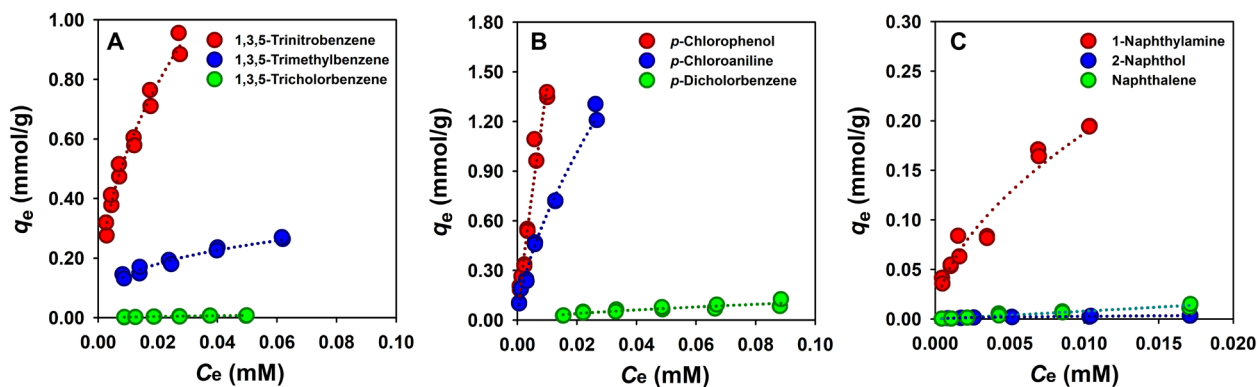 A
1,3,5-Trinitrobenzene
1,3,5-Trimethylbenzene
1,3,5-Tricholorbenzene
1.00
0.80
0.60
0.40
0.20
0.00
qe (mmol/g)
0.00 0.02 0.04 0.06 0.08 0.10
Ce (mM)
B
p-Chlorophenol
p-Chloroaniline
p-Dicholorbenzene
1.80
1.50
1.20
0.90
0.60
0.30
0.00
qe (mmol/g)
0.00 0.02 0.04 0.06 0.08 0.10
Ce (mM)
C
1-Naphthylamine
2-Naphthol
Naphthalene
0.30
0.25
0.20
0.15
0.10
0.05
0.00
qe (mmol/g)
0.000 0.005 0.010 0.015 0.020
Ce (mM)